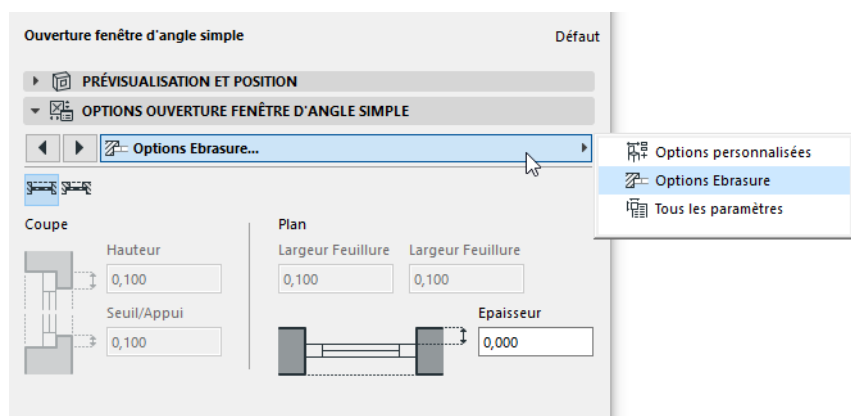 Ouverture fenêtre d'angle simple Défaut
PRÉVISUALISATION ET POSITION
OPTIONS OUVERTURE FENÊTRE D'ANGLE SIMPLE
Options Ebrasure...
Options personnalisées
Options Ebrasure
Tous les paramètres
Coupe
Hauteur
0,100
Seuil/Appui
0,100
Plan
Largeur Feuillure Largeur Feuillure
0,100 0,100
Epaisseur
0,000